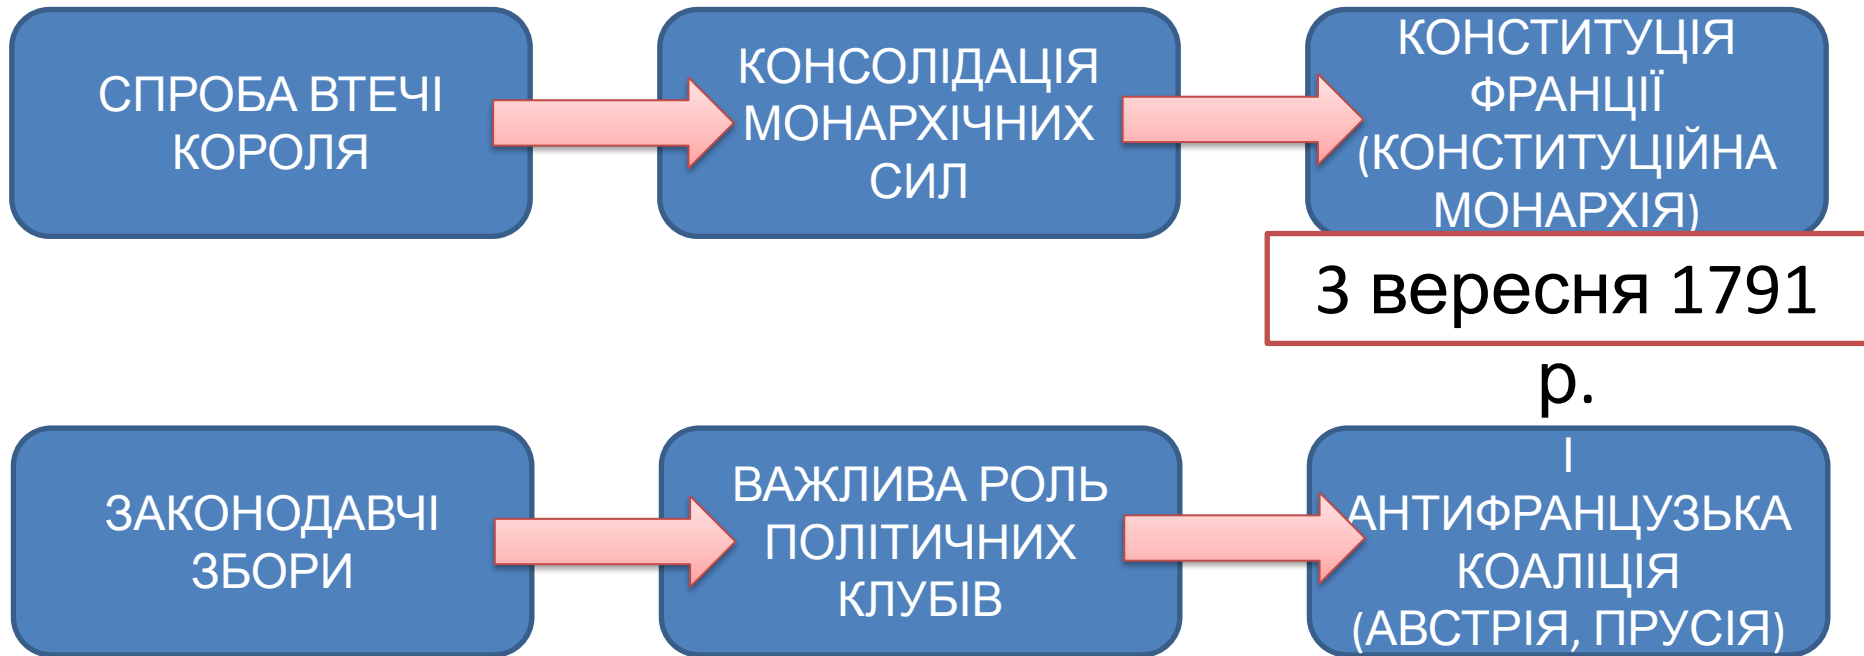 СПРОБА ВТЕЧІ
КОРОЛЯ
КОНСОЛІДАЦІЯ
МОНАРХІЧНИХ
СИЛ
КОНСТИТУЦІЯ
ФРАНЦІЇ
(КОНСТИТУЦІЙНА
МОНАРХІЯ)
3 вересня 1791
р.
ЗАКОНОДАВЧІ
ЗБОРИ
ВАЖЛИВА РОЛЬ
ПОЛІТИЧНИХ
КЛУБІВ
І
АНТИФРАНЦУЗЬКА
КОАЛІЦІЯ
(АВСТРІЯ, ПРУСІЯ)